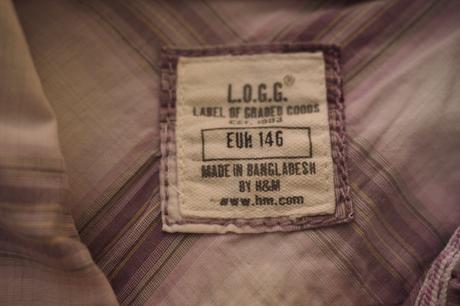 L.O.G.G.®
LABEL OF GRADED GOODS
EST. 1983
EUR 146
MADE IN BANGLADESH
BY H&M
www.hm.com